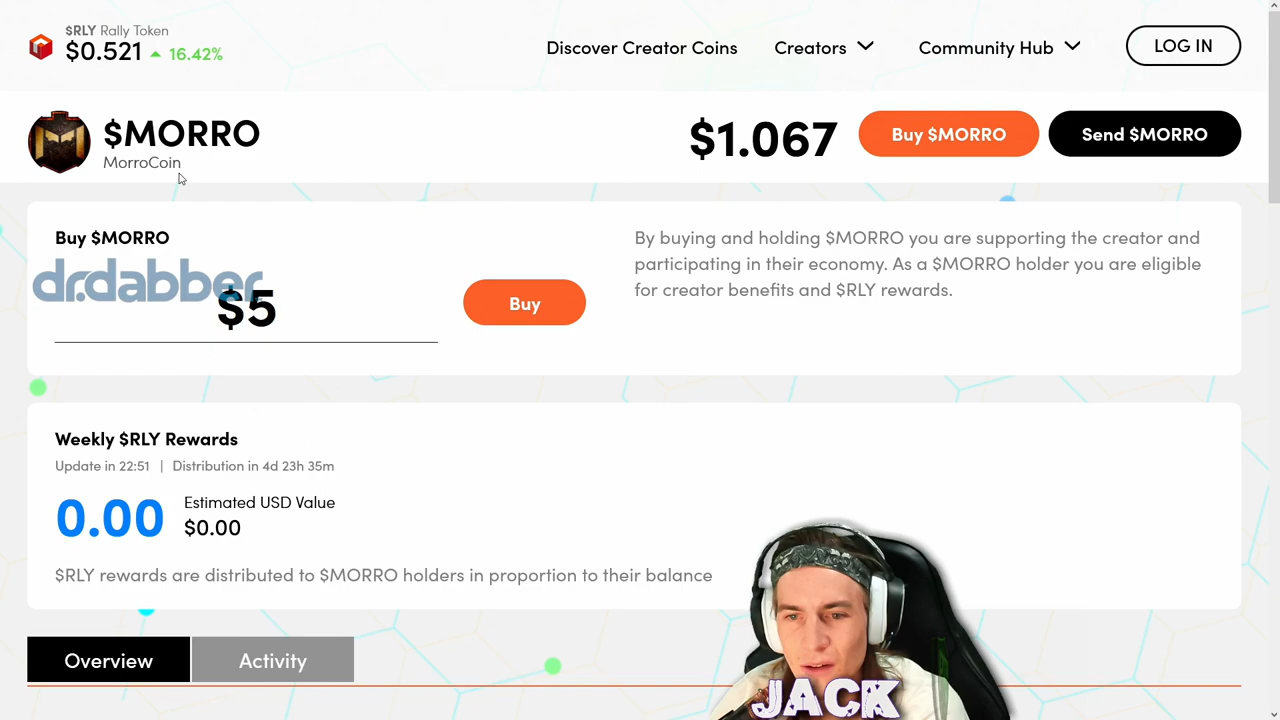 $RLY Rally Token
$0.521 16.42%
Discover Creator Coins
Creators
Community Hub
LOG IN
$MORRO
MorroCoin
$1.067
Buy $MORRO
Send $MORRO
Buy $MORRO
dr.dabber
$5
Buy
By buying and holding $MORRO you are supporting the creator and
participating in their economy. As a $MORRO holder you are eligible
for creator benefits and $RLY rewards.
Weekly $RLY Rewards
Update in 22:51 | Distribution in 4d 23h 35m
0.00
Estimated USD Value
$0.00
$RLY rewards are distributed to $MORRO holders in proportion to their balance
Overview
Activity
JACK